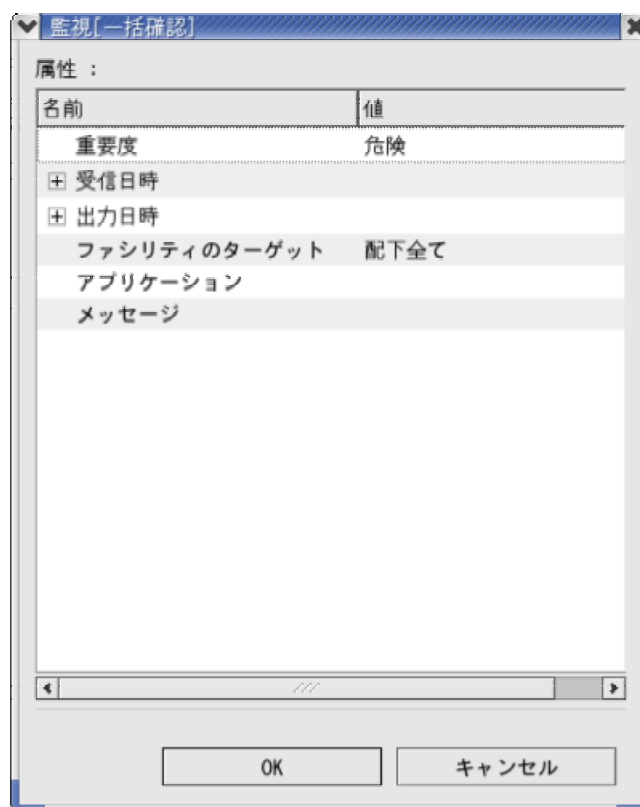 監視[一括確認]
属性 :
名前 値
重要度 危険
受信日時
出力日時
ファシリティのターゲット 配下全て
アプリケーション
メッセージ
OK キャンセル